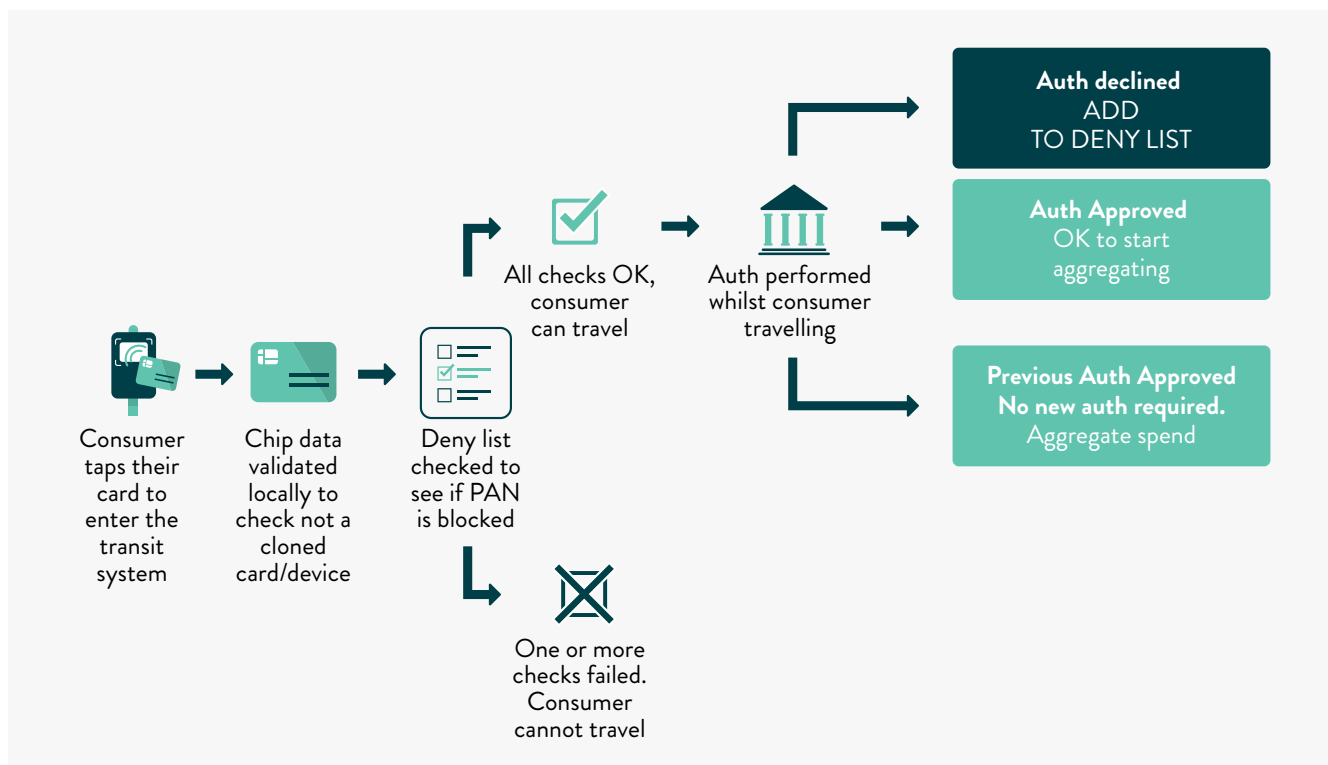 Consumer
taps their
card to
enter the
transit
system
Chip data
validated
locally to
check not a
cloned
card/device
Deny list
checked to
see if PAN
is blocked
All checks OK,
consumer
can travel
One or more
checks failed.
Consumer
cannot travel
Auth performed
whilst consumer
travelling
Auth declined
ADD
TO DENY LIST
Auth Approved
OK to start
aggregating
Previous Auth Approved
No new auth required.
Aggregate spend